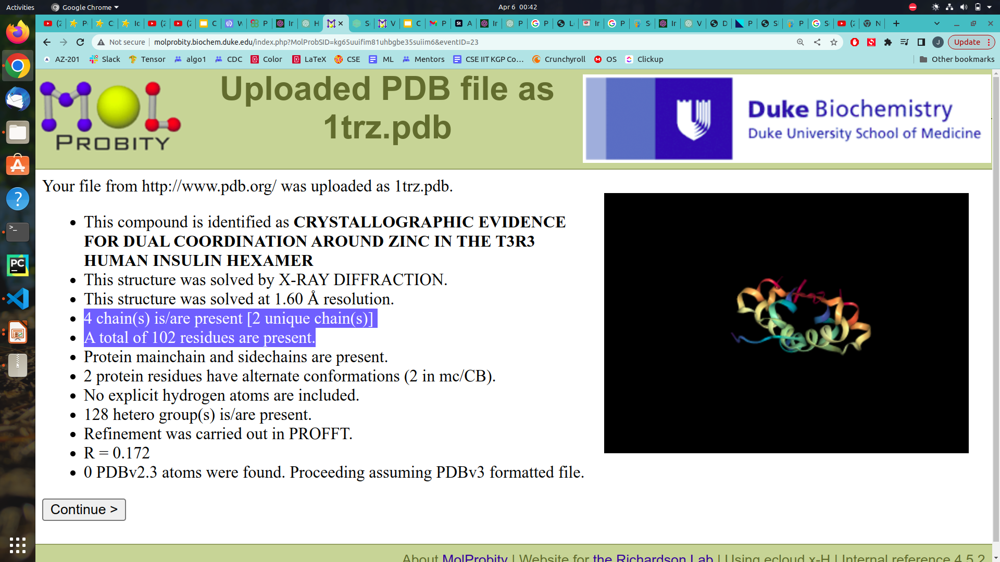 Activities
Google Chrome
Apr 6 00:42
Not secure
molprobity.biochem.duke.edu/index.php?MolProbSID=kg65uuifim81uhbgbe35suiim6&eventID=23
J
Update
AZ-201
Slack
Tensor
algo1
CDC
Color
LaTeX
CSE
ML
Mentors
CSE IIT KGP Co…
Crunchyroll
OS
Clickup
Other bookmarks
MOL
PROBITY
Uploaded PDB file as
1trz.pdb
Duke Biochemistry
Duke University School of Medicine
Your file from http://www.pdb.org/ was uploaded as 1trz.pdb.
This compound is identified as CRYSTALLOGRAPHIC EVIDENCE
FOR DUAL COORDINATION AROUND ZINC IN THE T3R3
HUMAN INSULIN HEXAMER
This structure was solved by X-RAY DIFFRACTION.
This structure was solved at 1.60 Å resolution.
4 chain(s) is/are present [2 unique chain(s)]
A total of 102 residues are present.
Protein mainchain and sidechains are present.
2 protein residues have alternate conformations (2 in mc/CB).
No explicit hydrogen atoms are included.
128 hetero group(s) is/are present.
Refinement was carried out in PROFFT.
R = 0.172
0 PDBv2.3 atoms were found. Proceeding assuming PDBv3 formatted file.
Continue >
About MolProbity | Website for the Richardson Lab | Using ecloud x-H | Internal reference 4.5.2